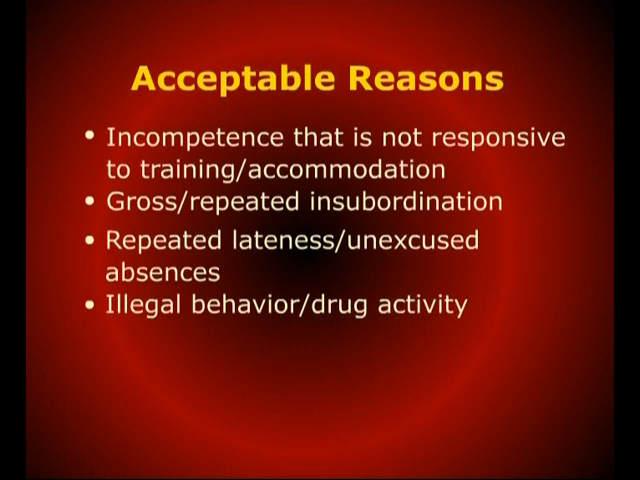 Acceptable Reasons
• Incompetence that is not responsive
to training/accommodation
• Gross/repeated insubordination
• Repeated lateness/unexcused
absences
• Illegal behavior/drug activity